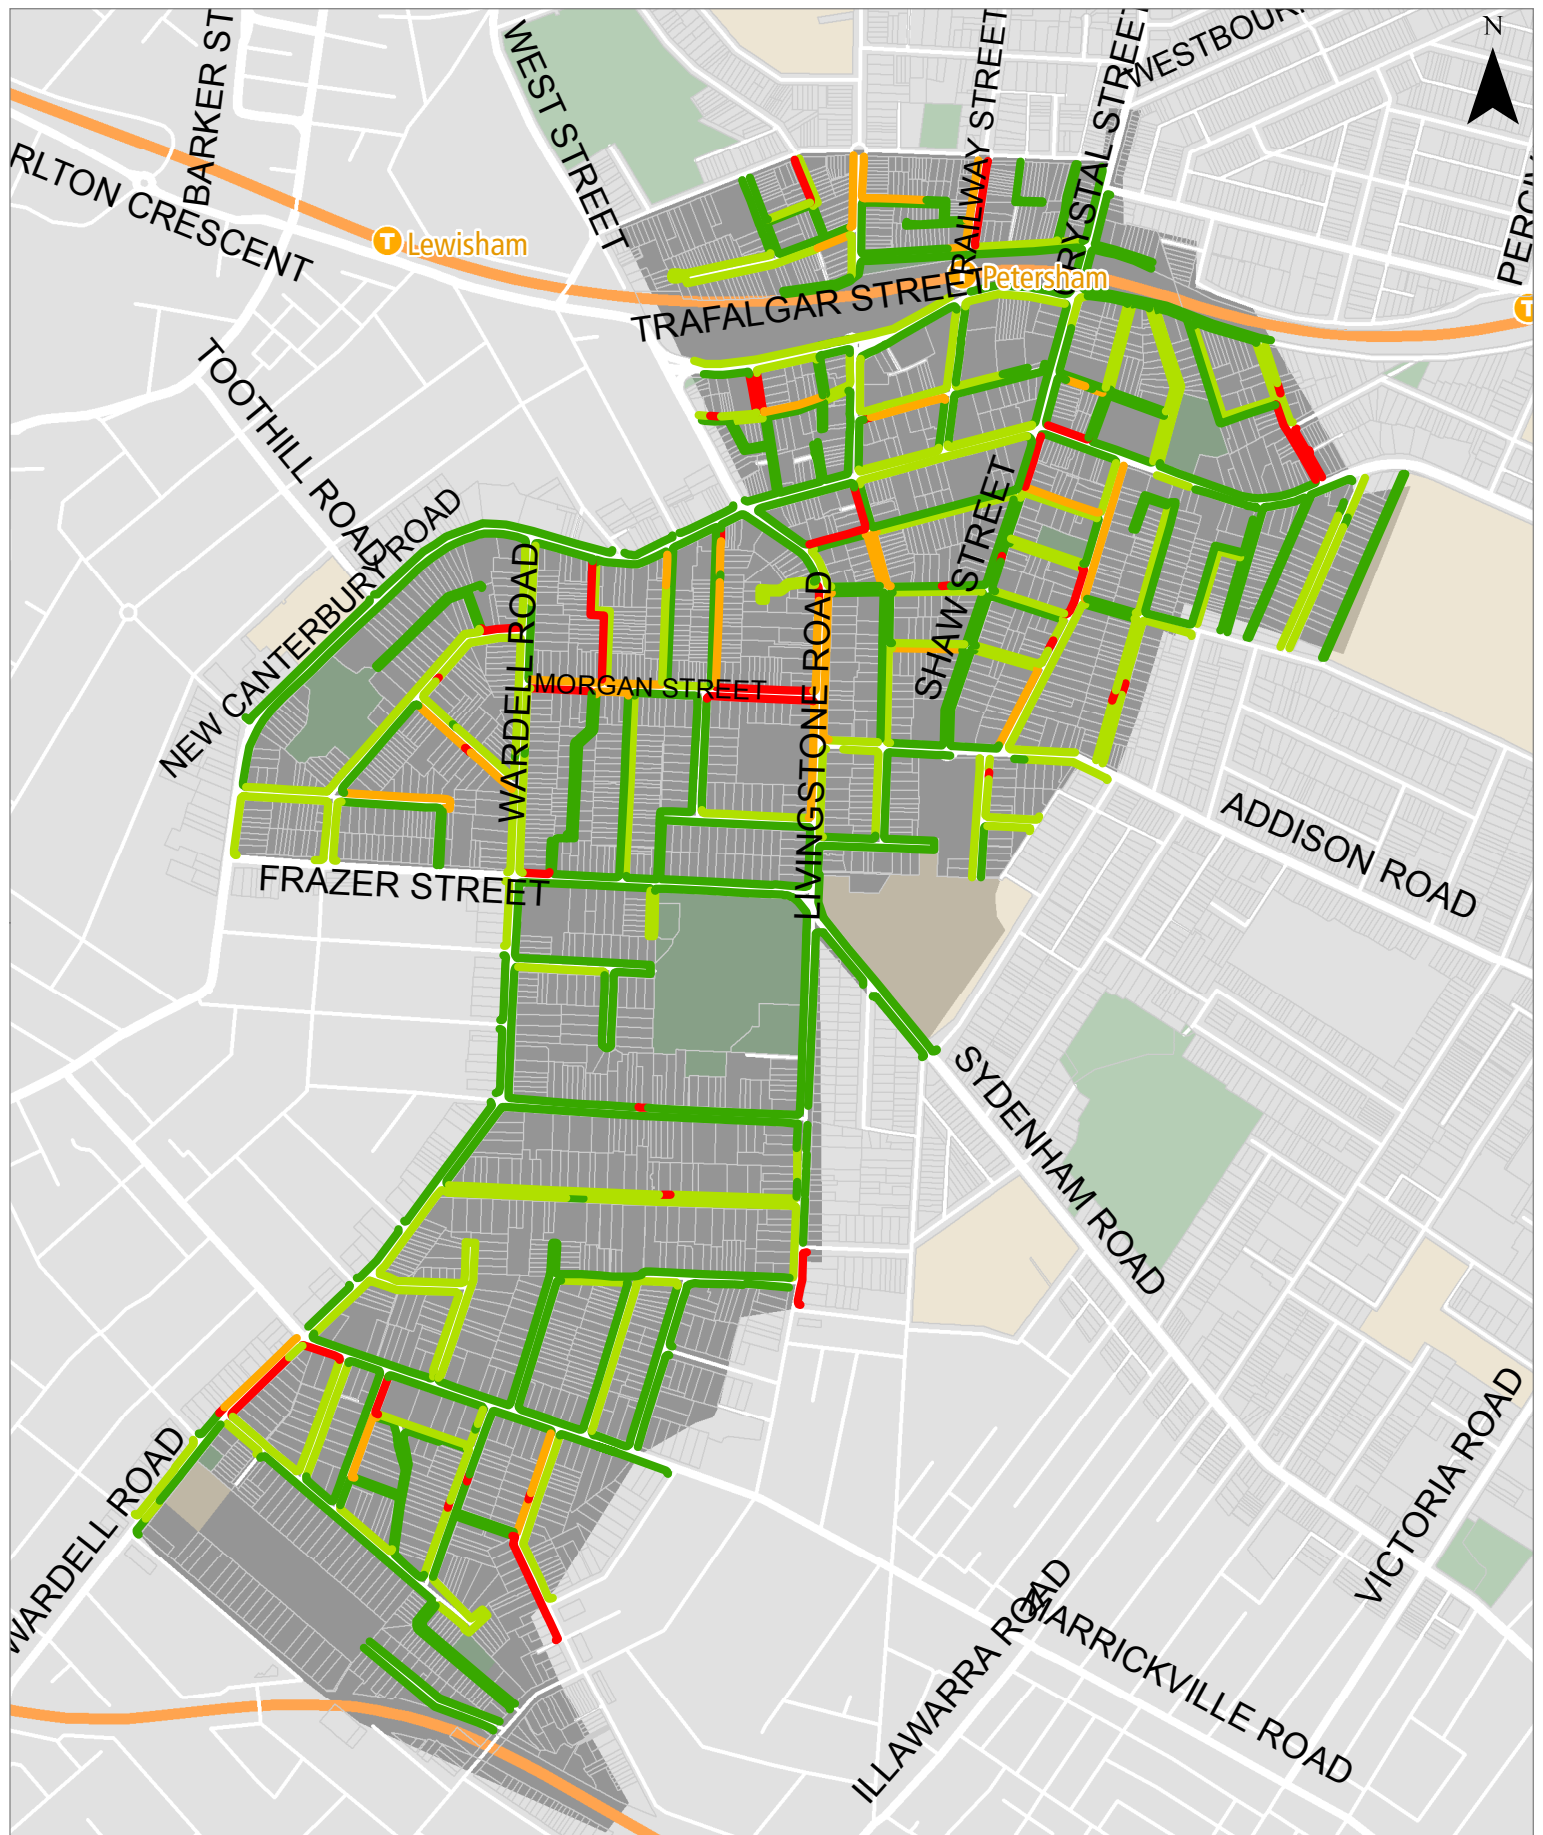 N
BARKER ST
WEST STREET
RAILWAY STREET
CRYSTAL STREET
WESTBOUR
PERCIV
RLTON CRESCENT
Lewisham
Petersham
TRAFALGAR STREET
TOOTHILL ROAD
NEW CANTERBURY ROAD
WARDELL ROAD
MORGAN STREET
LIVINGSTONE ROAD
SHAW STREET
FRAZER STREET
ADDISON ROAD
SYDENHAM ROAD
WARDELL ROAD
VICTORIA ROAD
ILLAWARRA ROAD
MARRICKVILLE ROAD